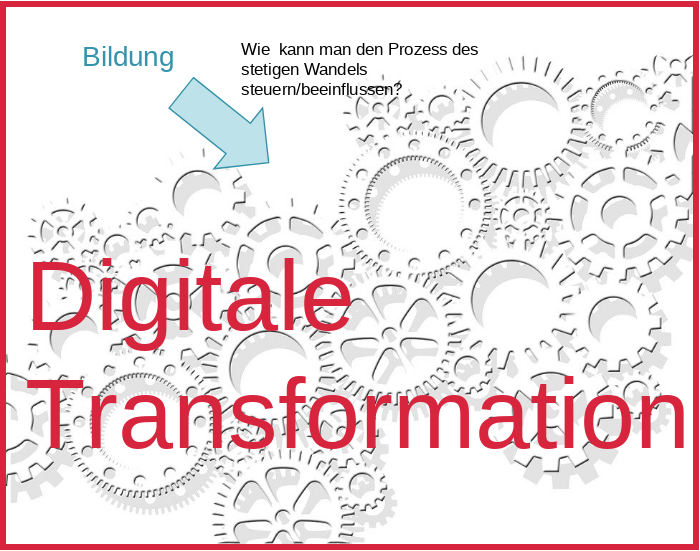 Bildung
Wie  kann man den Prozess des
stetigen Wandels
steuern/beeinflussen?
Digitale
Transformation